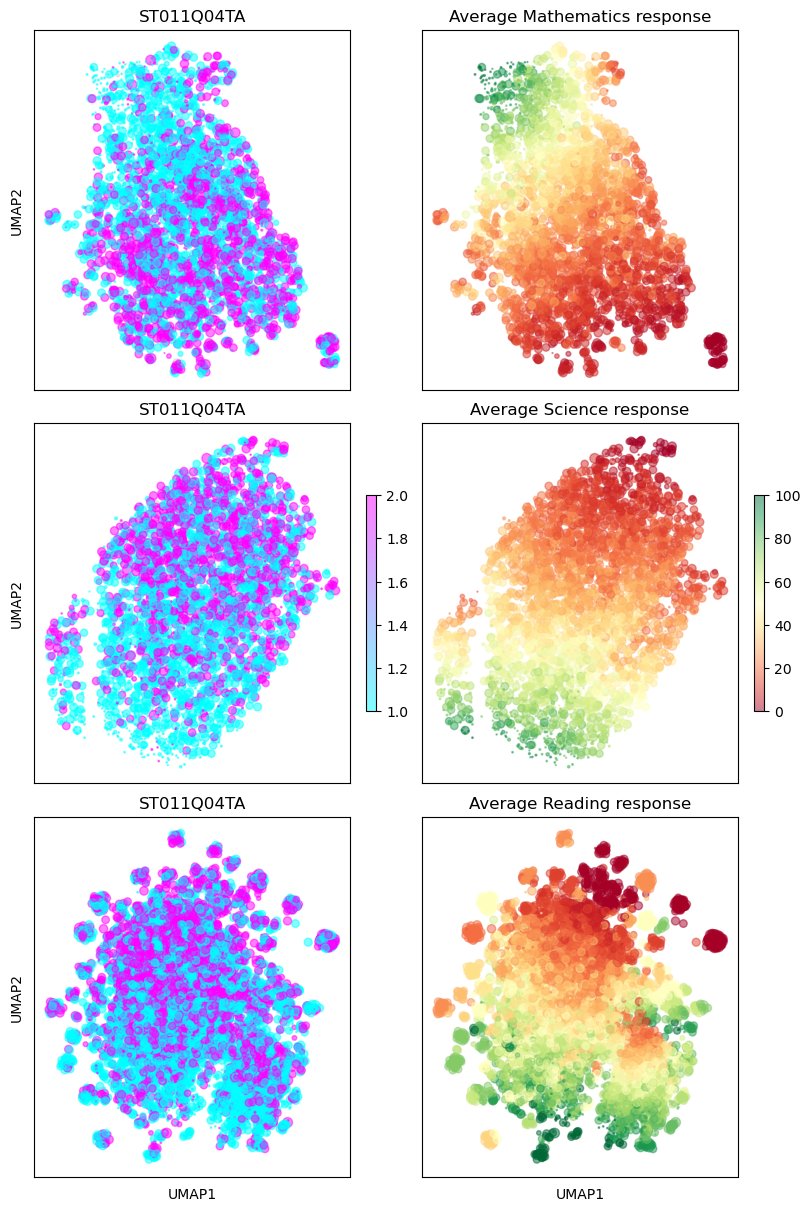 ST011Q04TA
Average Mathematics response
UMAP2
ST011Q04TA
Average Science response
UMAP2
2.0
1.8
1.6
1.4
1.2
1.0
100
80
60
40
20
0
ST011Q04TA
Average Reading response
UMAP2
UMAP1
UMAP1